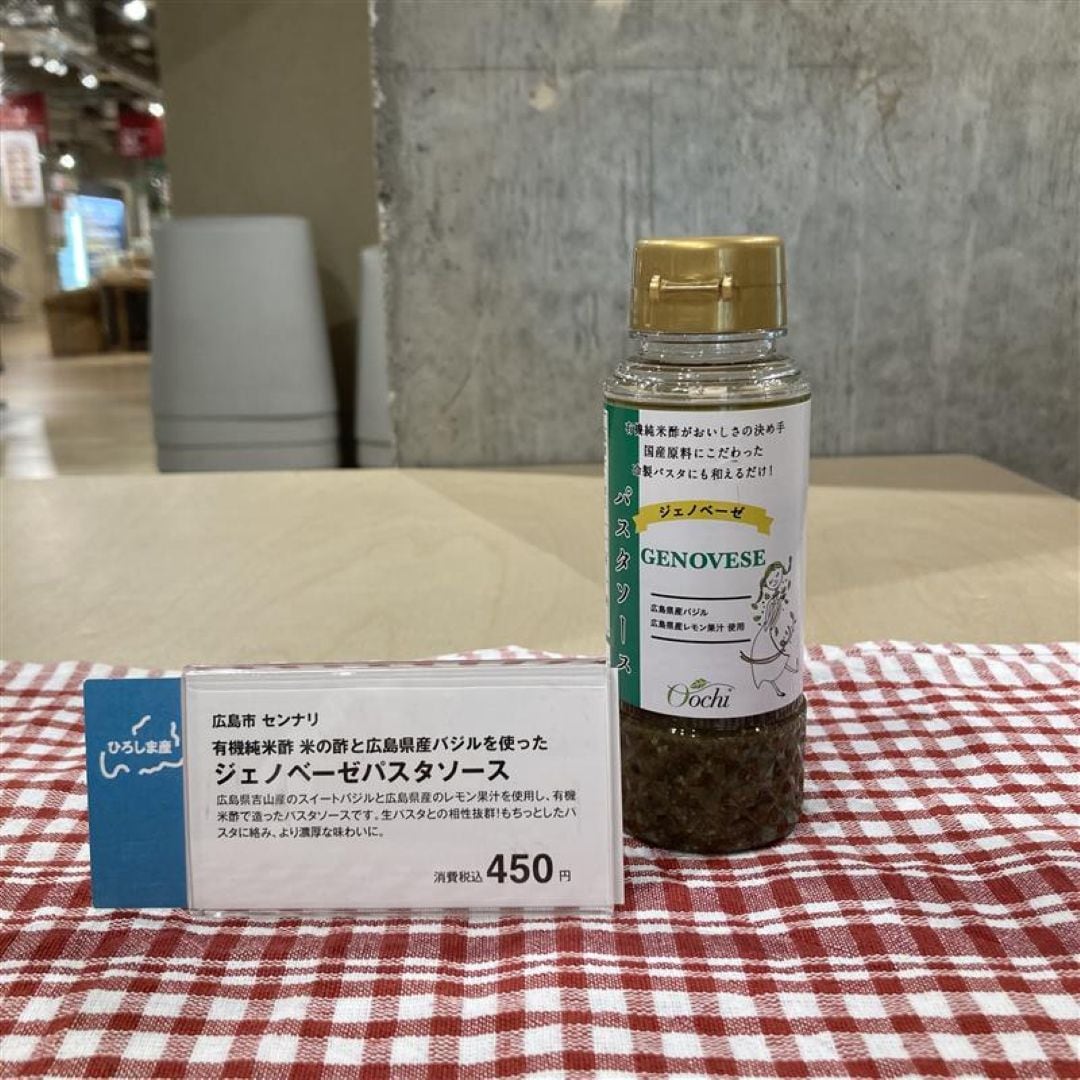 ひろしま産
広島市 センナリ
有機純米酢 米の酢と広島県産バジルを使った
ジェノベーゼパスタソース
広島県吉山産のスイートバジルと広島県産のレモン果汁を使用し、有機
米酢で造ったパスタソースです。生パスタとの相性抜群!もちっとしたパ
スタに絡み、より濃厚な味わいに。
消費税込450円
有機純米酢がおいしさの決め手
国産原料にこだわった
冷製パスタにも和えるだけ!
パスタソース
ジェノベーゼ
GENOVESE
広島県産バジル
広島県産レモン果汁 使用
Oochi